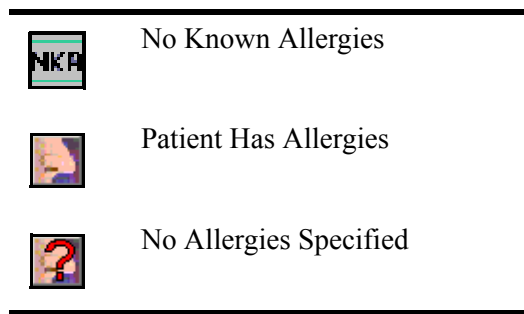 NKA No Known Allergies
Patient Has Allergies
? No Allergies Specified